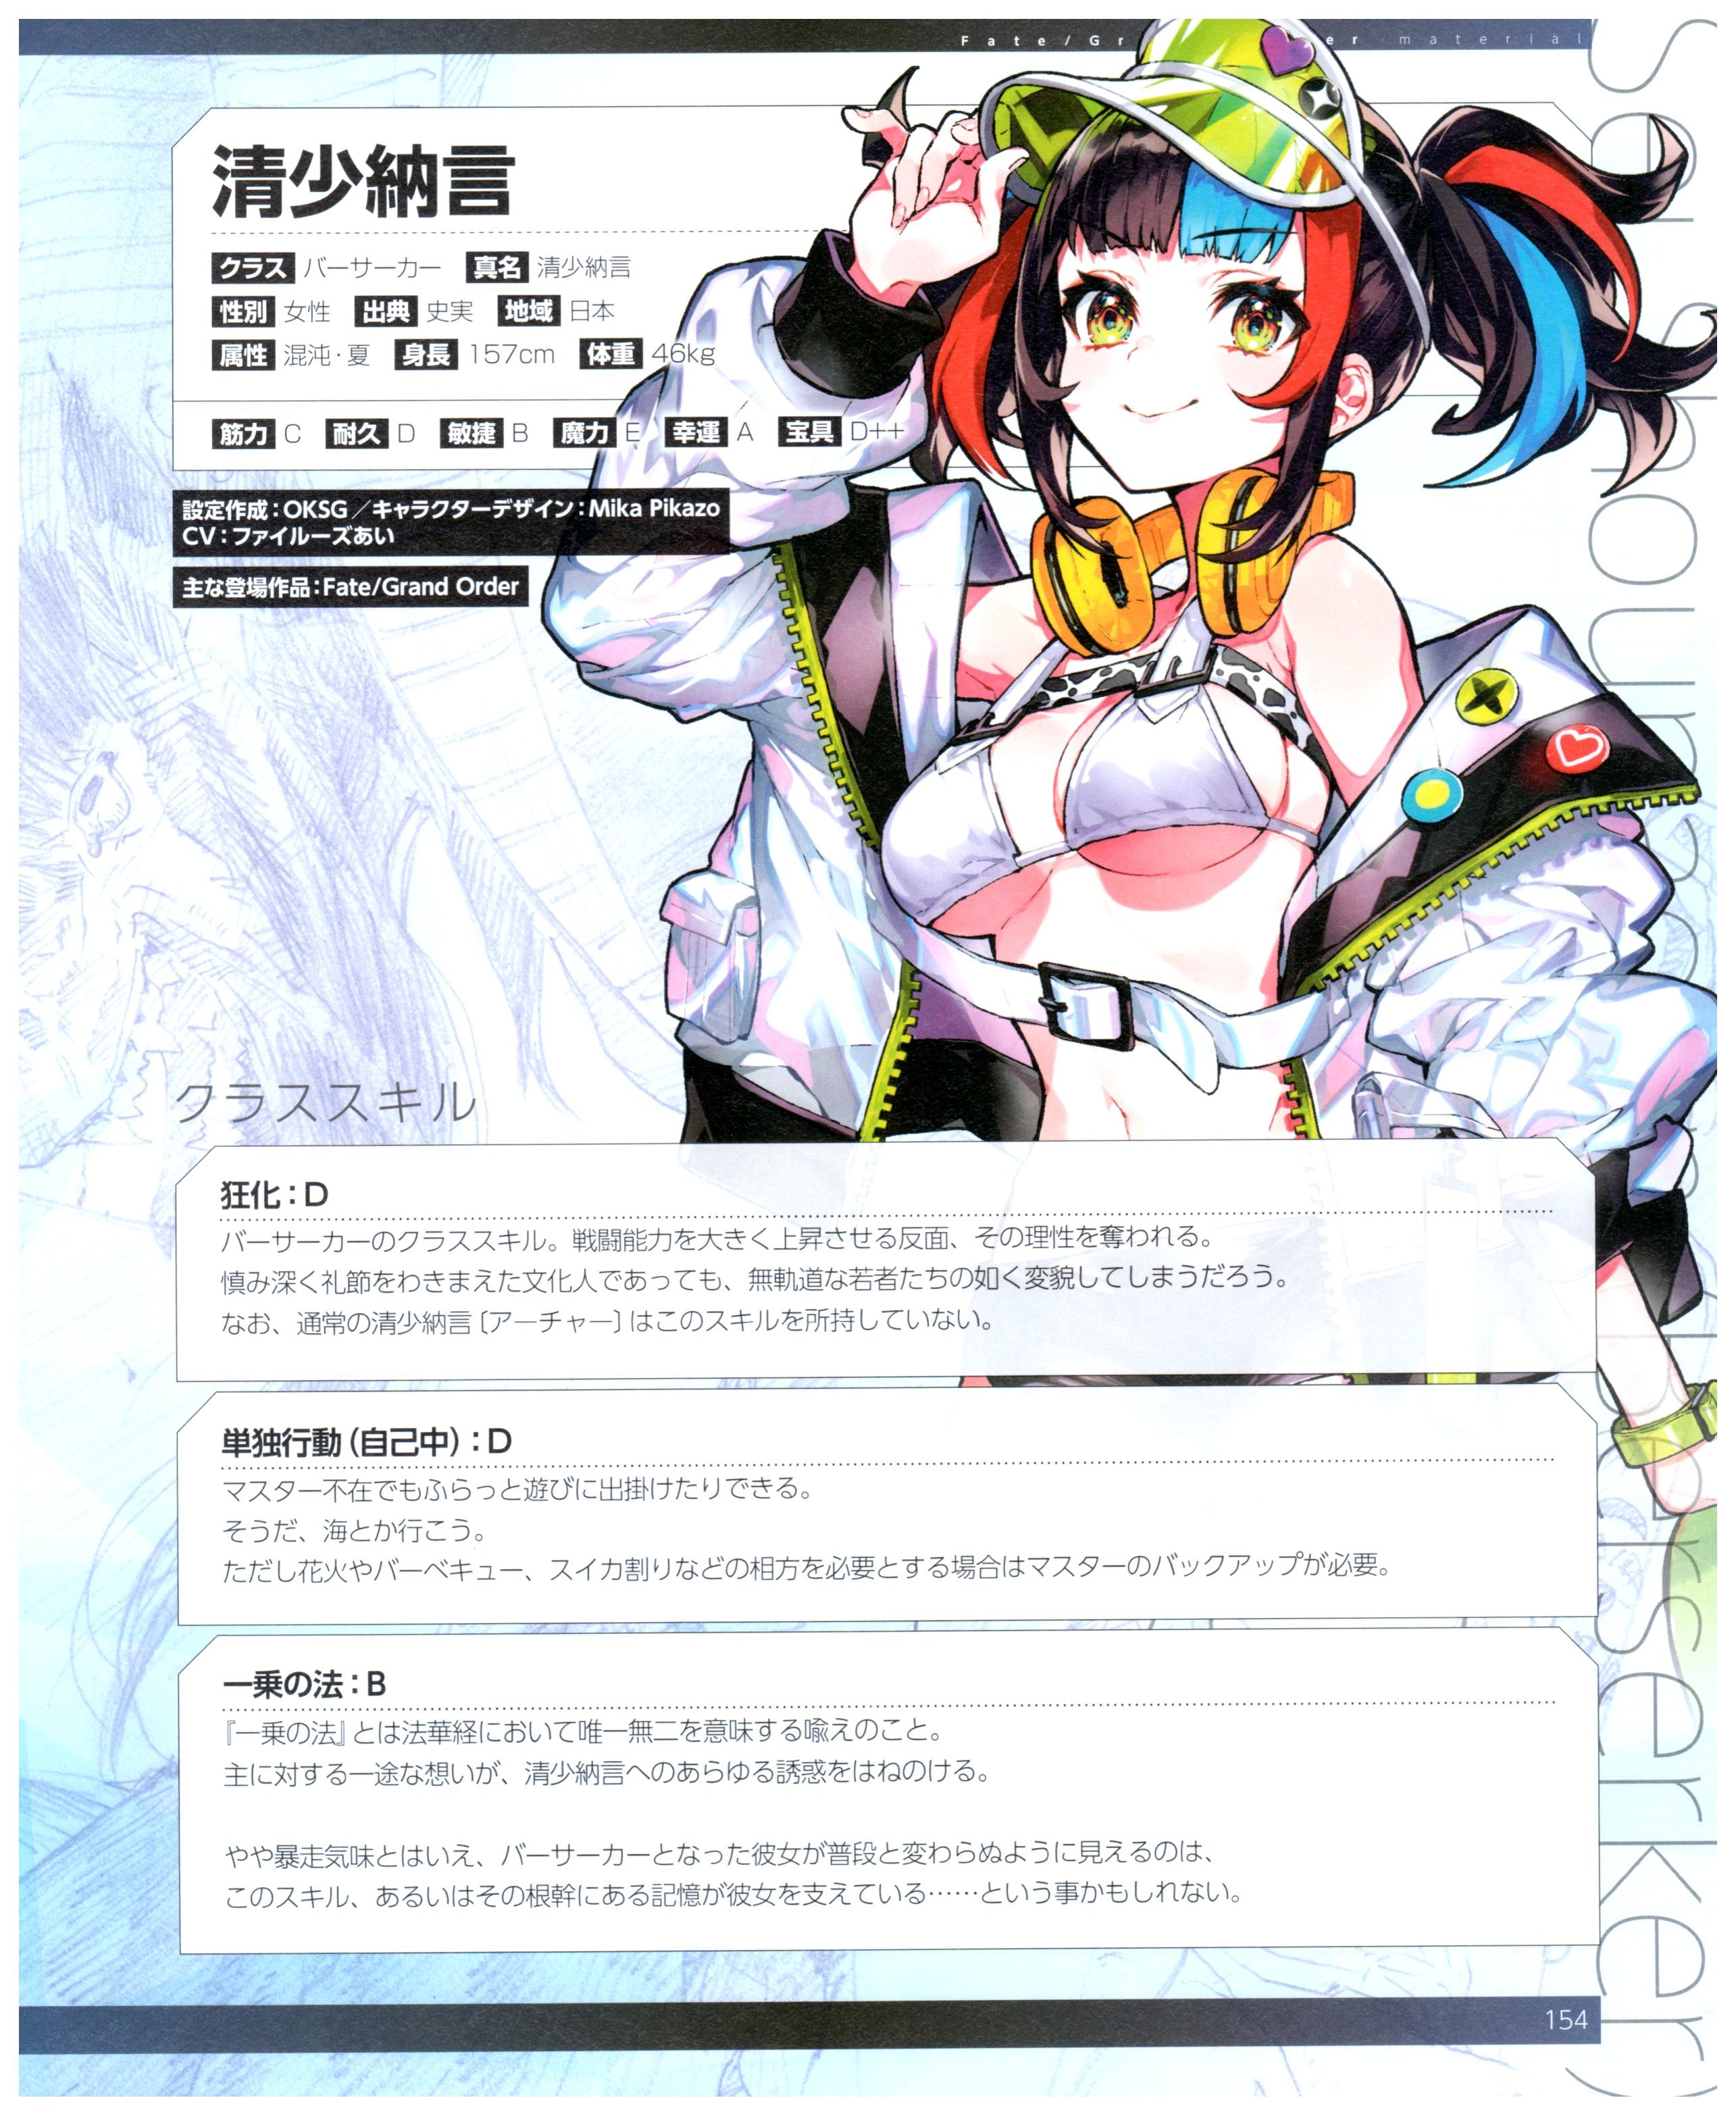 Fate/Gr er material
清少納言
クラス バーサーカー 真名 清少納言
性別 女性 出典 史実 地域 日本
属性 混沌・夏 身長 157cm 体重 46kg
筋力 C 耐久 D 敏捷 B 魔力 E 幸運 A 宝具 D++
設定作成：OKSG／キャラクターデザイン：Mika Pikazo
CV：ファイルーズあい
主な登場作品：Fate/Grand Order
クラススキル
狂化：D
バーサーカーのクラススキル。戦闘能力を大きく上昇させる反面、その理性を奪われる。
慎み深く礼節をわきまえた文化人であっても、無軌道な若者たちの如く変貌してしまうだろう。
なお、通常の清少納言〔アーチャー〕はこのスキルを所持していない。
単独行動（自己中）：D
マスター不在でもふらっと遊びに出掛けたりできる。
そうだ、海とか行こう。
ただし花火やバーベキュー、スイカ割りなどの相方を必要とする場合はマスターのバックアップが必要。
一乗の法：B
『一乗の法』とは法華経において唯一無二を意味する喩えのこと。
主に対する一途な想いが、清少納言へのあらゆる誘惑をはねのける。
やや暴走気味とはいえ、バーサーカーとなった彼女が普段と変わらぬように見えるのは、
このスキル、あるいはその根幹にある記憶が彼女を支えている……という事かもしれない。
154